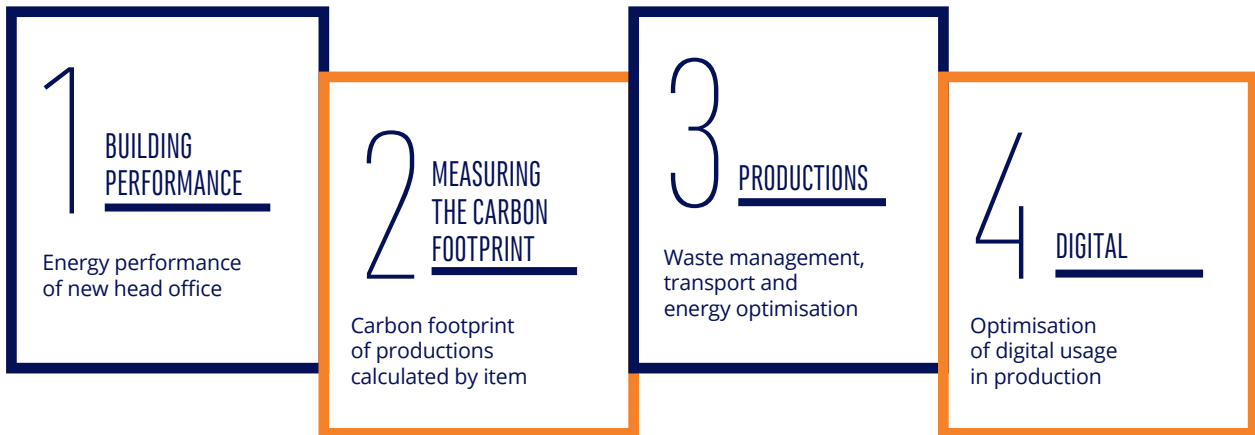 1
BUILDING
PERFORMANCE
Energy performance
of new head office
2
MEASURING
THE CARBON
FOOTPRINT
Carbon footprint
of productions
calculated by item
3
PRODUCTIONS
Waste management,
transport and
energy optimisation
4
DIGITAL
Optimisation
of digital usage
in production